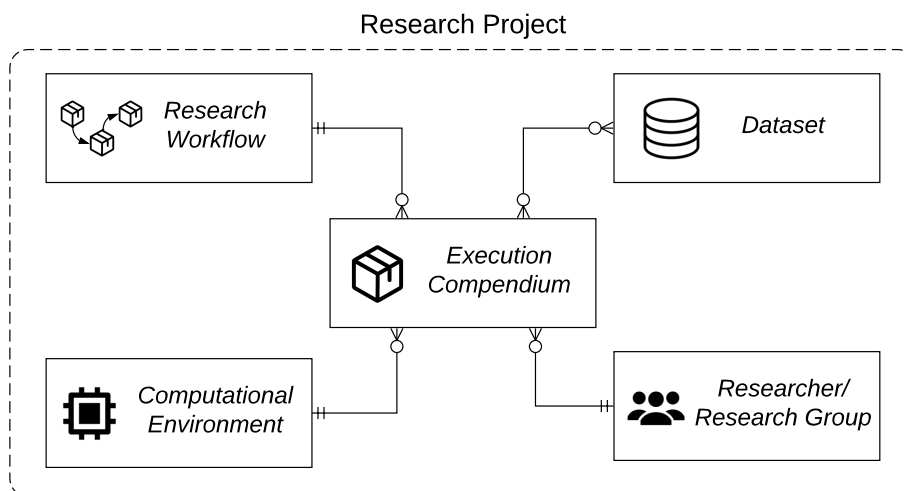 Research Project
Research
Workflow
Dataset
Execution
Compendium
Computational
Environment
Researcher/
Research Group